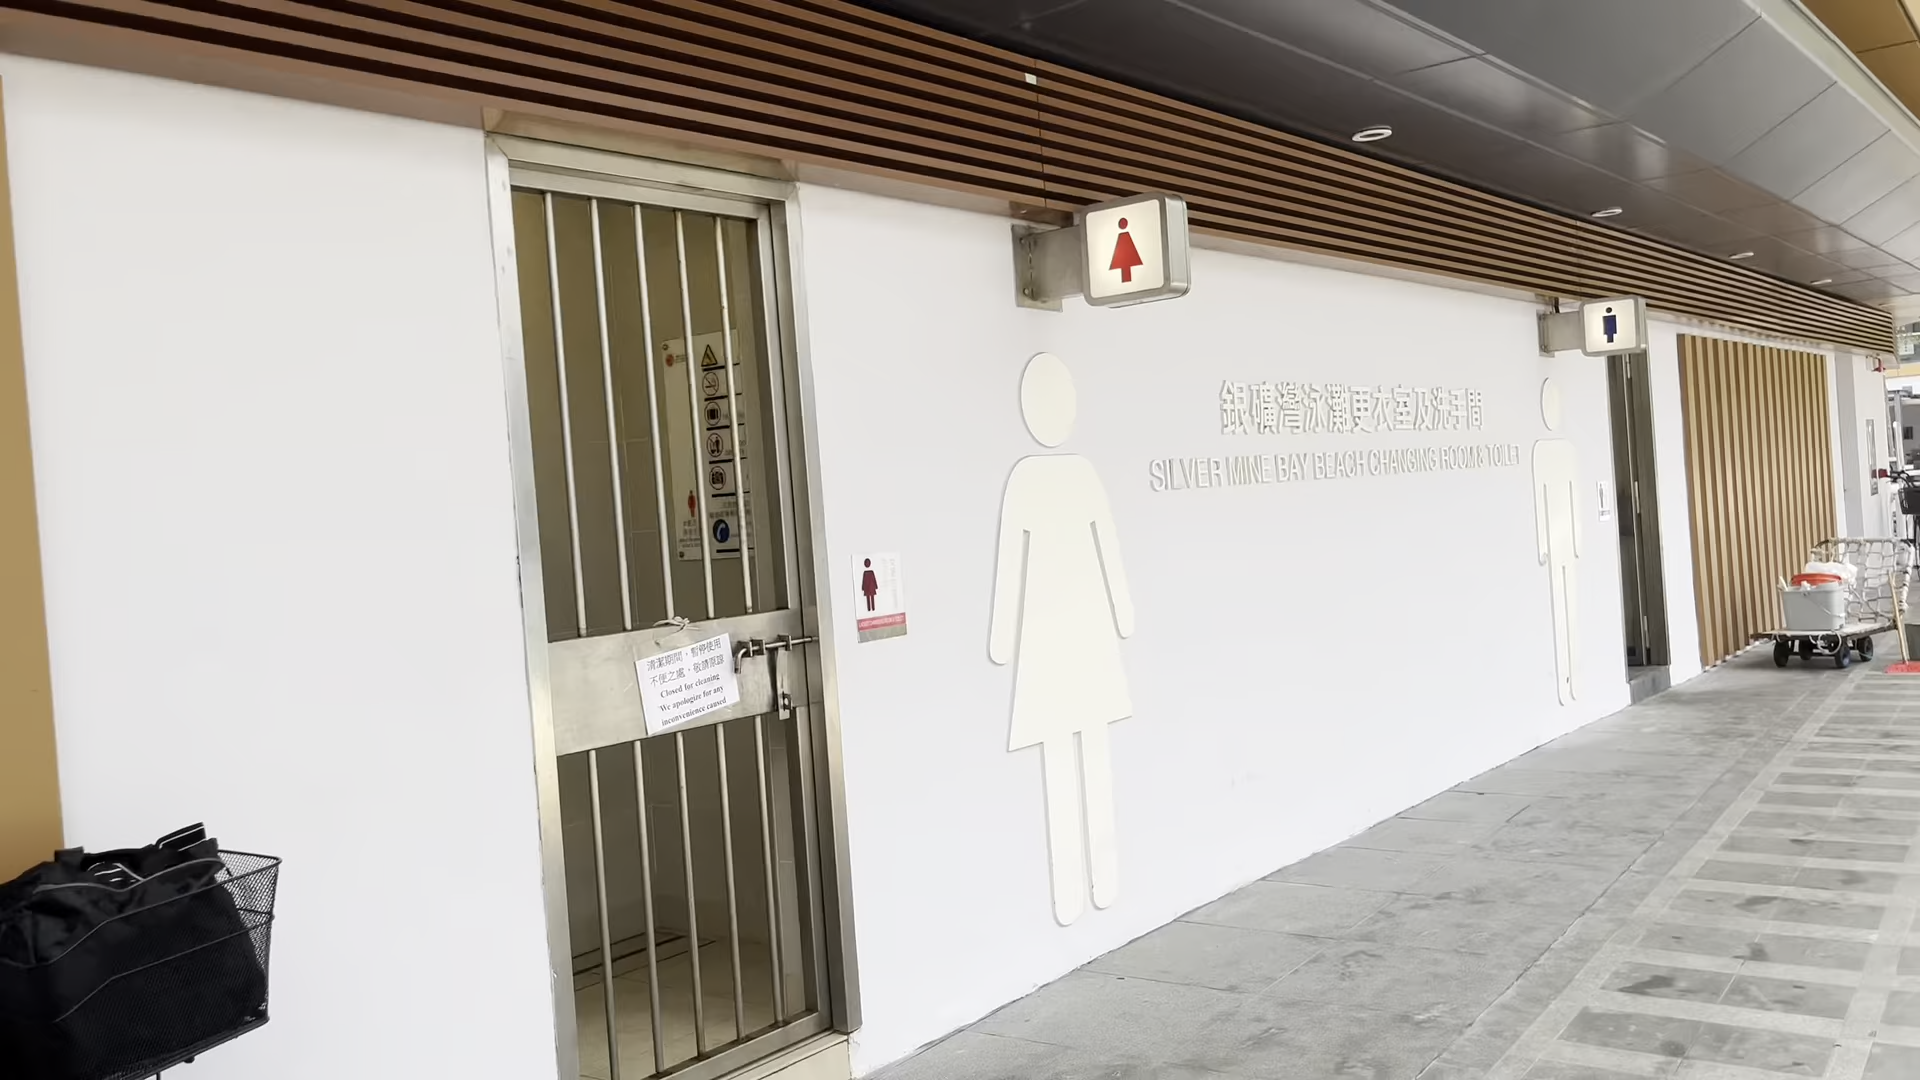 銀礦灣泳灘更衣室及洗手間
SILVER MINE BAY BEACH CHANGING ROOM & TOILET
清潔期間，暫停使用
不便之處，敬請原諒
Closed for cleaning
We apologize for any
inconvenience caused